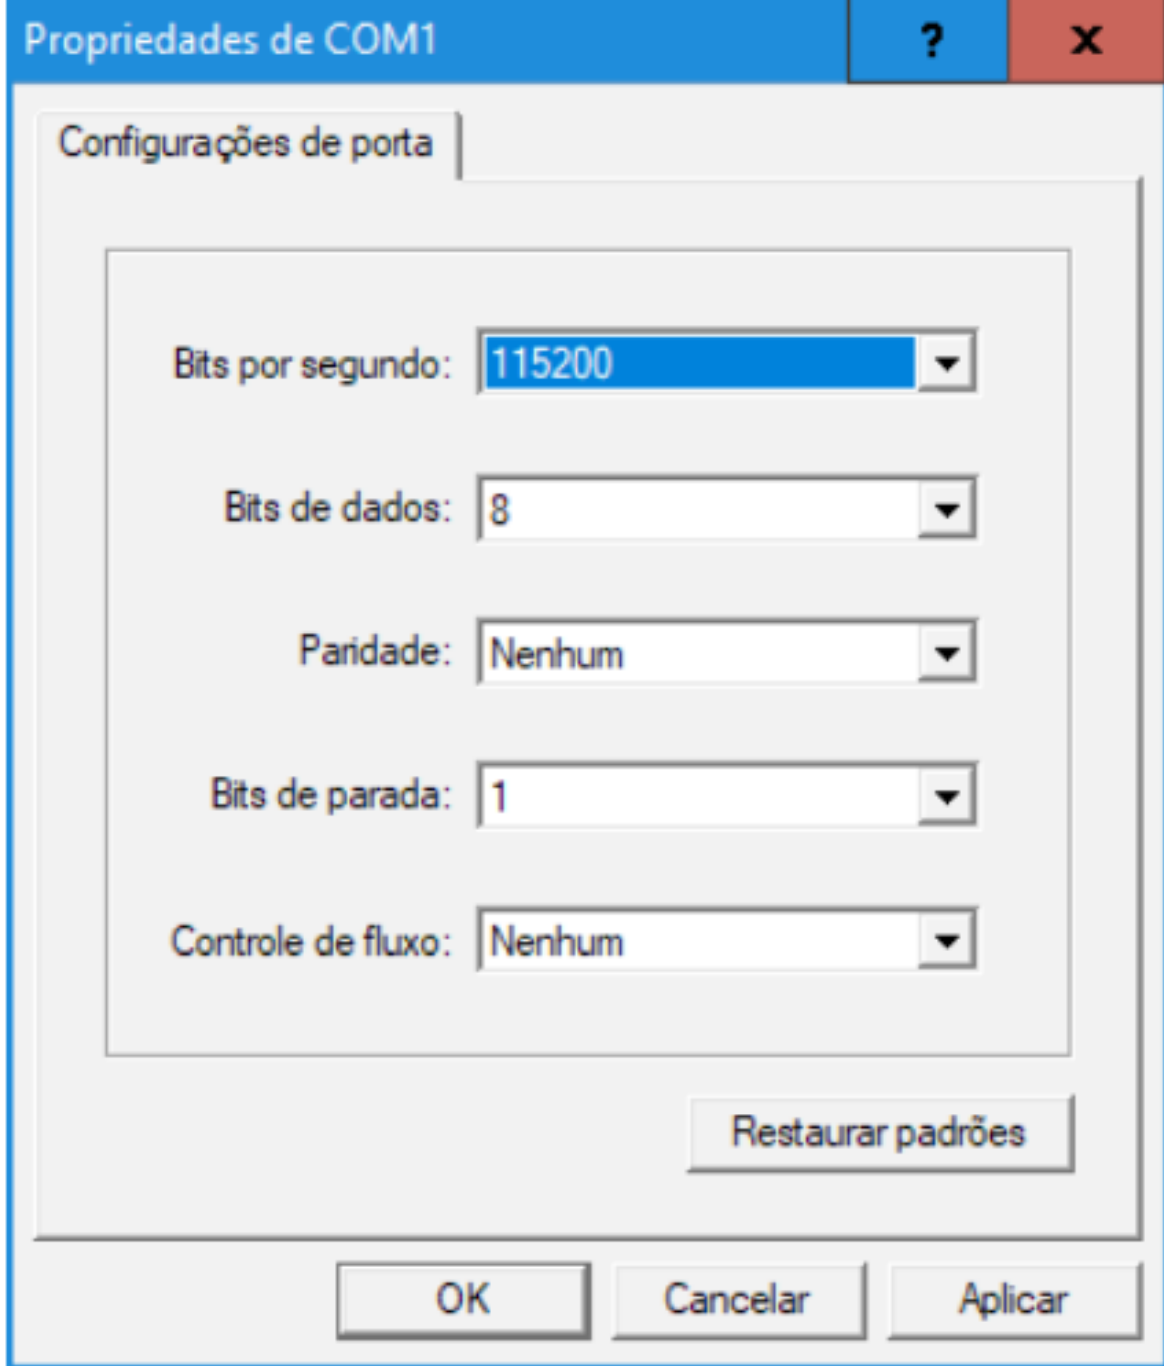 Propriedades de COM1
?
x
Configurações de porta
Bits por segundo: 115200
Bits de dados: 8
Paridade: Nenhum
Bits de parada: 1
Controle de fluxo: Nenhum
Restaurar padrões
OK Cancelar Aplicar